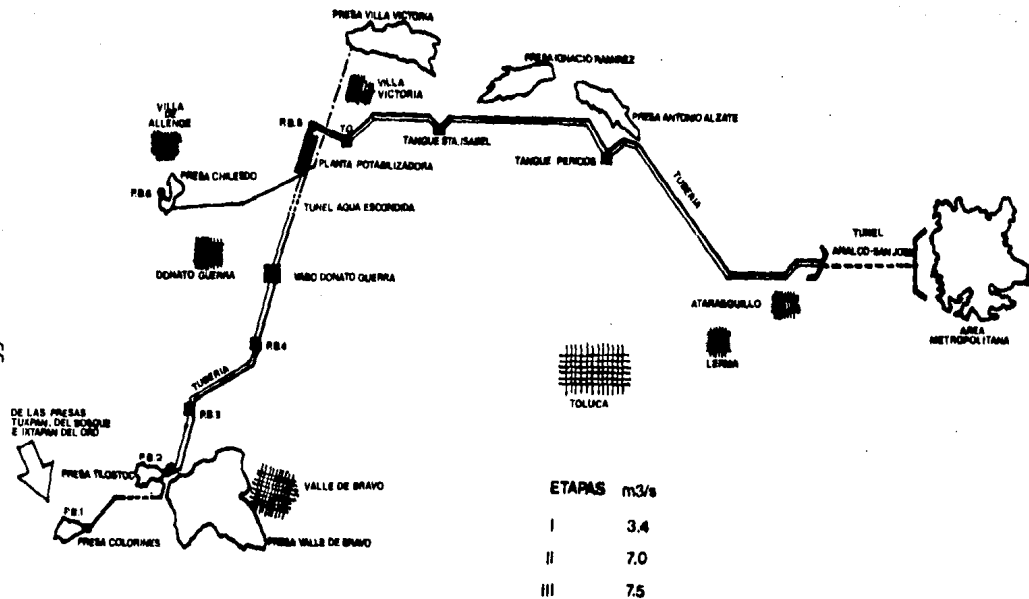 PRESA VILLA VICTORIA
PRESA IGNACIO RAMIREZ
VILLA
VICTORIA
VILLA
DE
ALLENDE
P.B.5
T.O.
PRESA ANTONIO ALZATE
TANQUE STA. ISABEL
TANQUE PERICOS
PLANTA POTABILIZADORA
PRESA CHILESDO
P.B.6
TUBERIA
TUNEL AGUA ESCONDIDA
TUNEL
ANALCO-SAN JOSE
DONATO GUERRA
VASO DONATO GUERRA
ATARASQUILLO
AREA
METROPOLITANA
P.B.4
LERMA
TUBERIA
TOLUCA
P.B.3
DE LAS PRESAS
TUXPAN, DEL BOSQUE
E IXTAPAN DEL ORO
P.B.2
PRESA TILOSTOC
VALLE DE BRAVO
P.B.1
PRESA COLORINES
PRESA VALLE DE BRAVO
ETAPAS m3/s
I 3.4
II 7.0
III 7.5